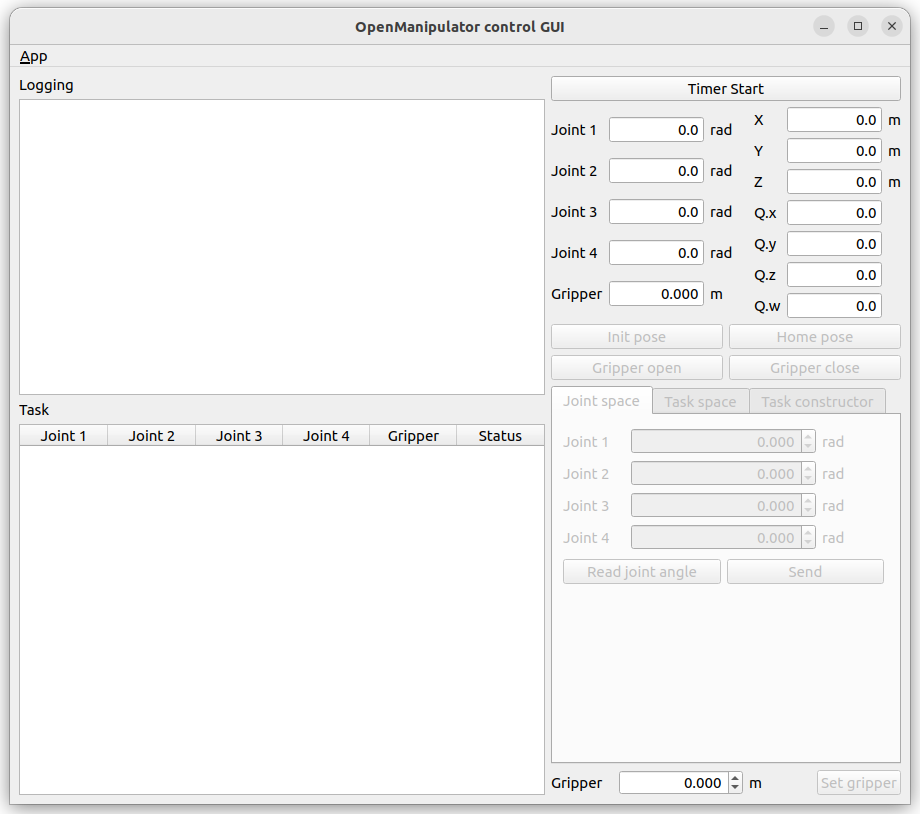 OpenManipulator control GUI
App
Logging
Timer Start
Joint 1 0.0 rad
Joint 2 0.0 rad
Joint 3 0.0 rad
Joint 4 0.0 rad
Gripper 0.000 m
X 0.0 m
Y 0.0 m
Z 0.0 m
Q.x 0.0
Q.y 0.0
Q.z 0.0
Q.w 0.0
Init pose Home pose
Gripper open Gripper close
Task
Joint 1 Joint 2 Joint 3 Joint 4 Gripper Status
Joint space Task space Task constructor
Joint 1 0.000 rad
Joint 2 0.000 rad
Joint 3 0.000 rad
Joint 4 0.000 rad
Read joint angle Send
Gripper 0.000 m Set gripper